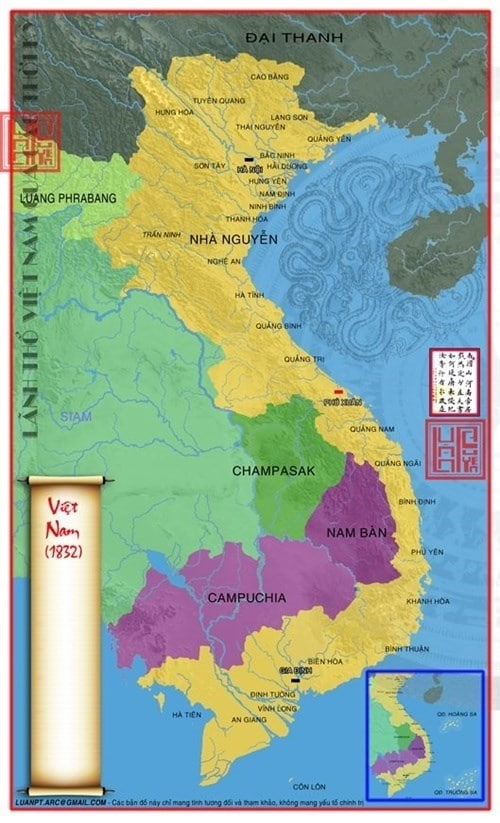 ĐẠI THANH
CAO BẰNG
TUYÊN QUANG
HƯNG HÓA
LẠNG SƠN
THÁI NGUYÊN
QUẢNG YÊN
BẮC NINH
SƠN TÂY
HÀ NỘI
HẢI DƯƠNG
HƯNG YÊN
LUANG PHRABANG
NAM ĐỊNH
NINH BÌNH
THANH HÓA
TRẤN NINH
NHÀ NGUYỄN
NGHỆ AN
LÃNH THỔ VIỆT NAM QUA
HÀ TĨNH
QUẢNG BÌNH
QUẢNG TRỊ
PHÚ XUÂN
SIAM
QUẢNG NAM
CHAMPASAK
QUẢNG NGÃI
Việt
Nam
(1832)
BÌNH ĐỊNH
NAM BÀN
PHÚ YÊN
CAMPUCHIA
KHÁNH HÒA
BÌNH THUẬN
BIÊN HÒA
GIA ĐỊNH
ĐỊNH TƯỜNG
VĨNH LONG
HÀ TIÊN
AN GIANG
QĐ. HOÀNG SA
QĐ. TRƯỜNG SA
CÔN LÔN
LUANPT.ARC@GMAIL.COM - Các bản đồ này chỉ mang tính tượng đối và tham khảo, không mang yếu tố chính trị